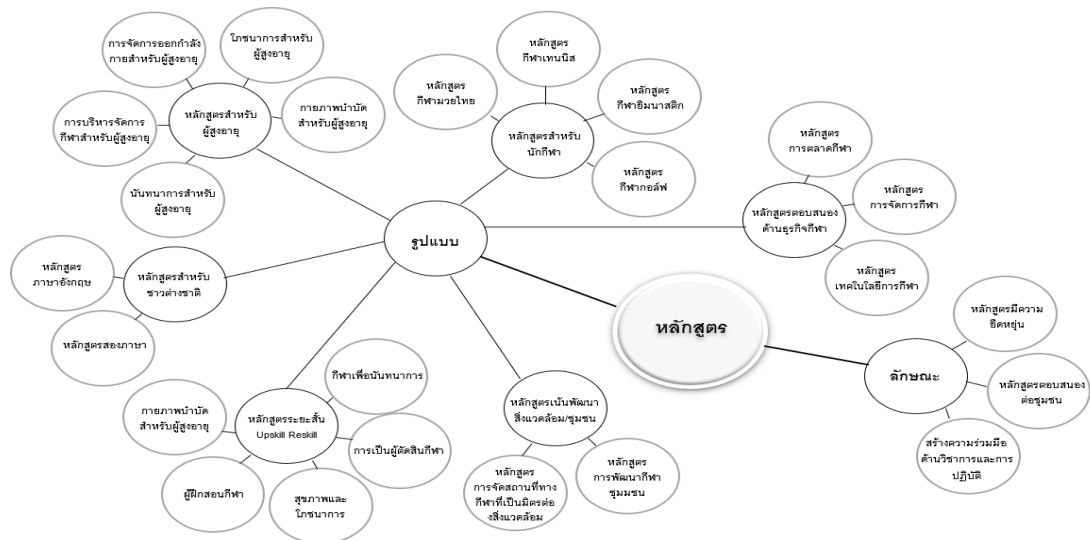 การจัดการออกกำลัง
กายสำหรับผู้สูงอายุ
โภชนาการสำหรับ
ผู้สูงอายุ
การบริหารจัดการ
กีฬาสำหรับผู้สูงอายุ
หลักสูตรสำหรับ
ผู้สูงอายุ
กายภาพบำบัด
สำหรับผู้สูงอายุ
นันทนาการสำหรับ
ผู้สูงอายุ
หลักสูตร
กีฬาเทนนิส
หลักสูตร
กีฬามวยไทย
หลักสูตร
กีฬายิมนาสติก
หลักสูตรสำหรับ
นักกีฬา
หลักสูตร
กีฬากอล์ฟ
หลักสูตร
การตลาดกีฬา
หลักสูตร
การจัดการกีฬา
หลักสูตรตอบสนอง
ด้านธุรกิจกีฬา
หลักสูตร
เทคโนโลยีการกีฬา
รูปแบบ
หลักสูตร
ภาษาอังกฤษ
หลักสูตรสำหรับ
ชาวต่างชาติ
หลักสูตรสองภาษา
หลักสูตร
หลักสูตรมีความ
ยืดหยุ่น
ลักษณะ
หลักสูตรตอบสนอง
ต่อชุมชน
สร้างความร่วมมือ
ด้านวิชาการและการ
ปฏิบัติ
กีฬาเพื่อนันทนาการ
กายภาพบำบัด
สำหรับผู้สูงอายุ
หลักสูตรระยะสั้น
Upskill Reskill
การเป็นผู้ตัดสินกีฬา
ผู้ฝึกสอนกีฬา
สุขภาพและ
โภชนาการ
หลักสูตรเน้นพัฒนา
สิ่งแวดล้อม/ชุมชน
หลักสูตร
การจัดสถานที่ทาง
กีฬาที่เป็นมิตรต่อ
งสิ่งแวดล้อม
หลักสูตร
การพัฒนากีฬา
ชุมมชน